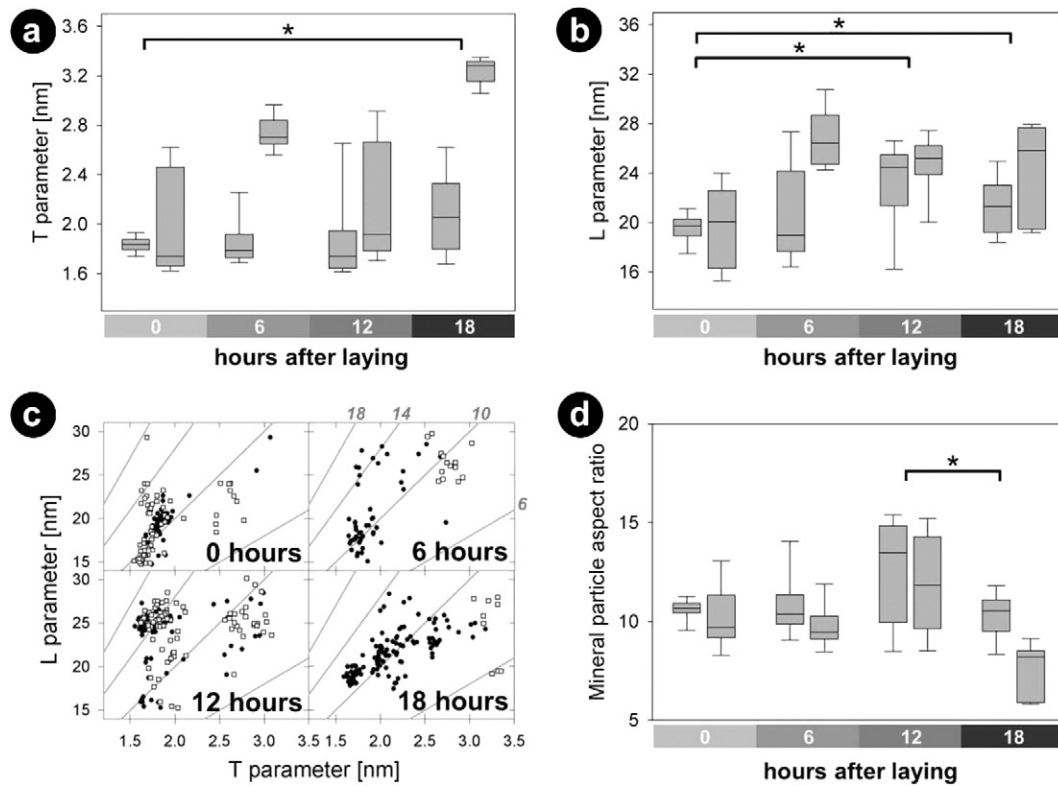 a
T parameter [nm]
3.6
3.2
2.8
2.4
2.0
1.6
*
0 6 12 18
hours after laying
b
L parameter [nm]
36
32
28
24
20
16
*
*
0 6 12 18
hours after laying
c
18 14 10
6
L parameter [nm]
30
25
20
15
0 hours 6 hours
30
25
20
15
12 hours 18 hours
1.5 2.0 2.5 3.0 1.5 2.0 2.5 3.0 3.5
T parameter [nm]
d
Mineral particle aspect ratio
20
15
10
5
*
0 6 12 18
hours after laying